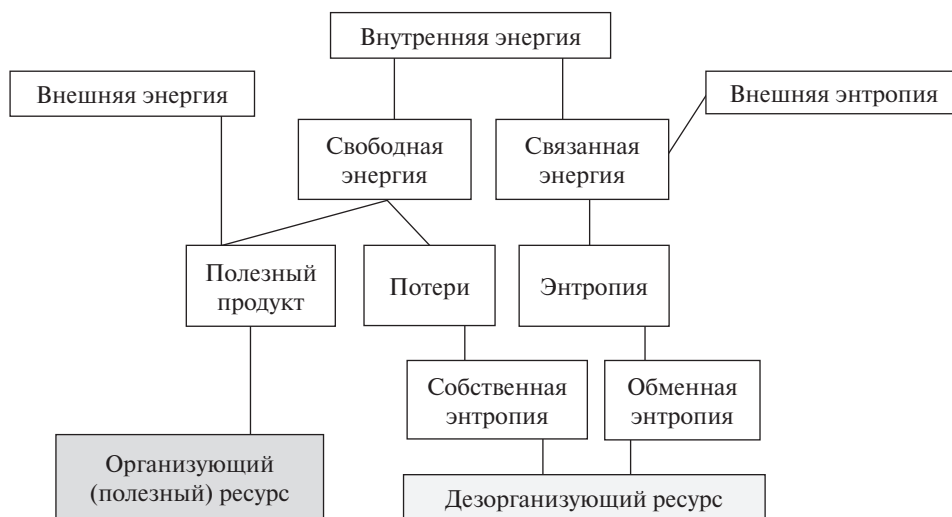 Внутренняя энергия
Внешняя энергия
Внешняя энтропия
Свободная
энергия
Связанная
энергия
Полезный
продукт
Потери
Энтропия
Собственная
энтропия
Обменная
энтропия
Организующий
(полезный) ресурс
Дезорганизующий ресурс